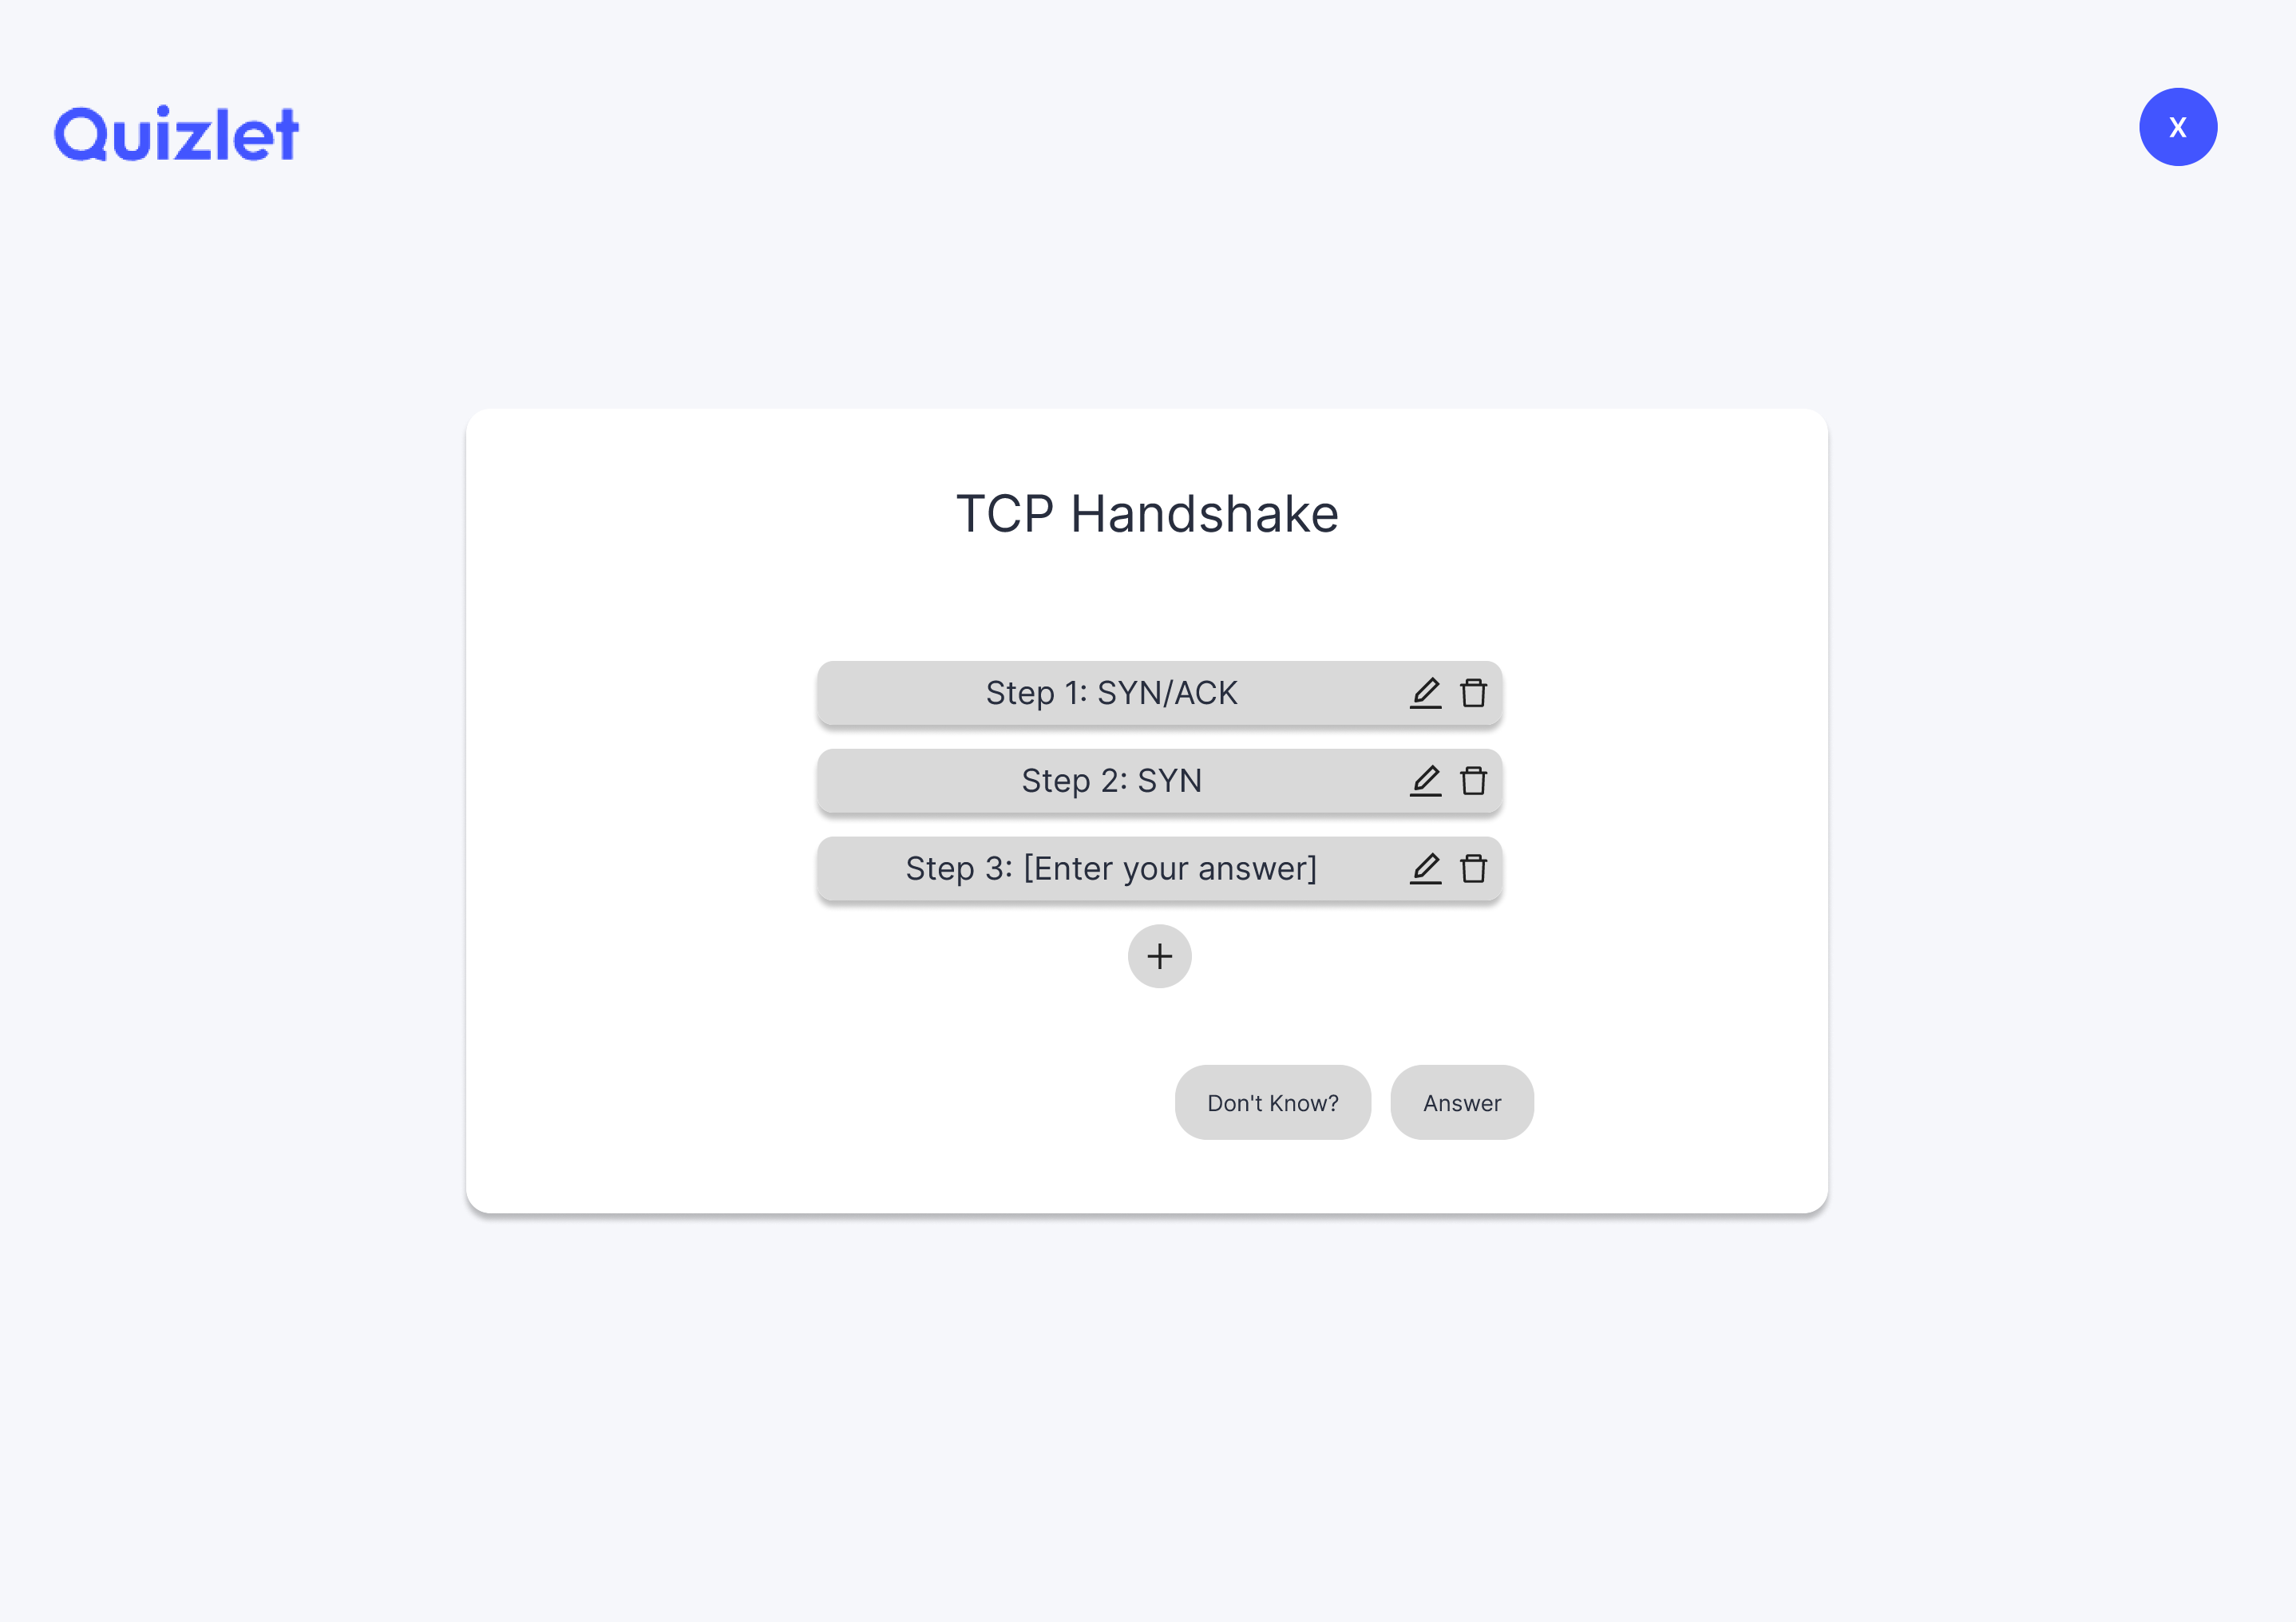 Quizlet
X
TCP Handshake
Step 1: SYN/ACK
Step 2: SYN
Step 3: [Enter your answer]
Don't Know?
Answer